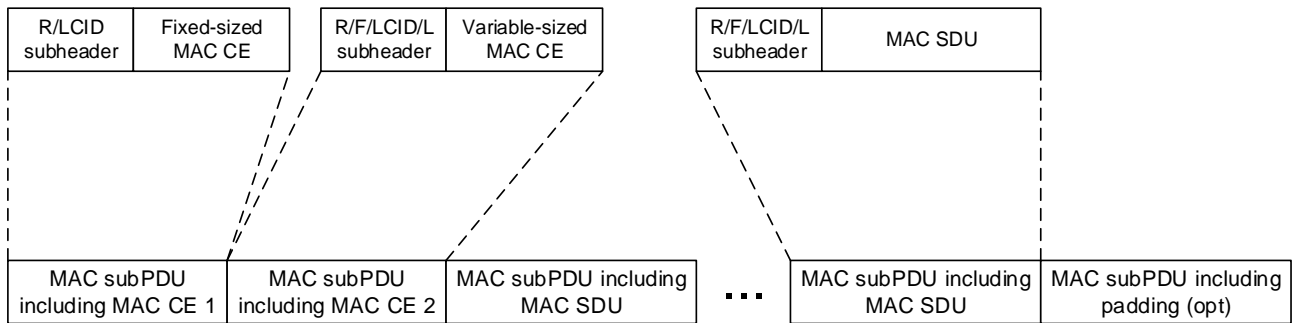 R/LCID
subheader
Fixed-sized
MAC CE
R/F/LCID/L
subheader
Variable-sized
MAC CE
R/F/LCID/L
subheader
MAC SDU
MAC subPDU
including MAC CE 1
MAC subPDU
including MAC CE 2
MAC subPDU including
MAC SDU
...
MAC subPDU including
MAC SDU
MAC subPDU including
padding (opt)